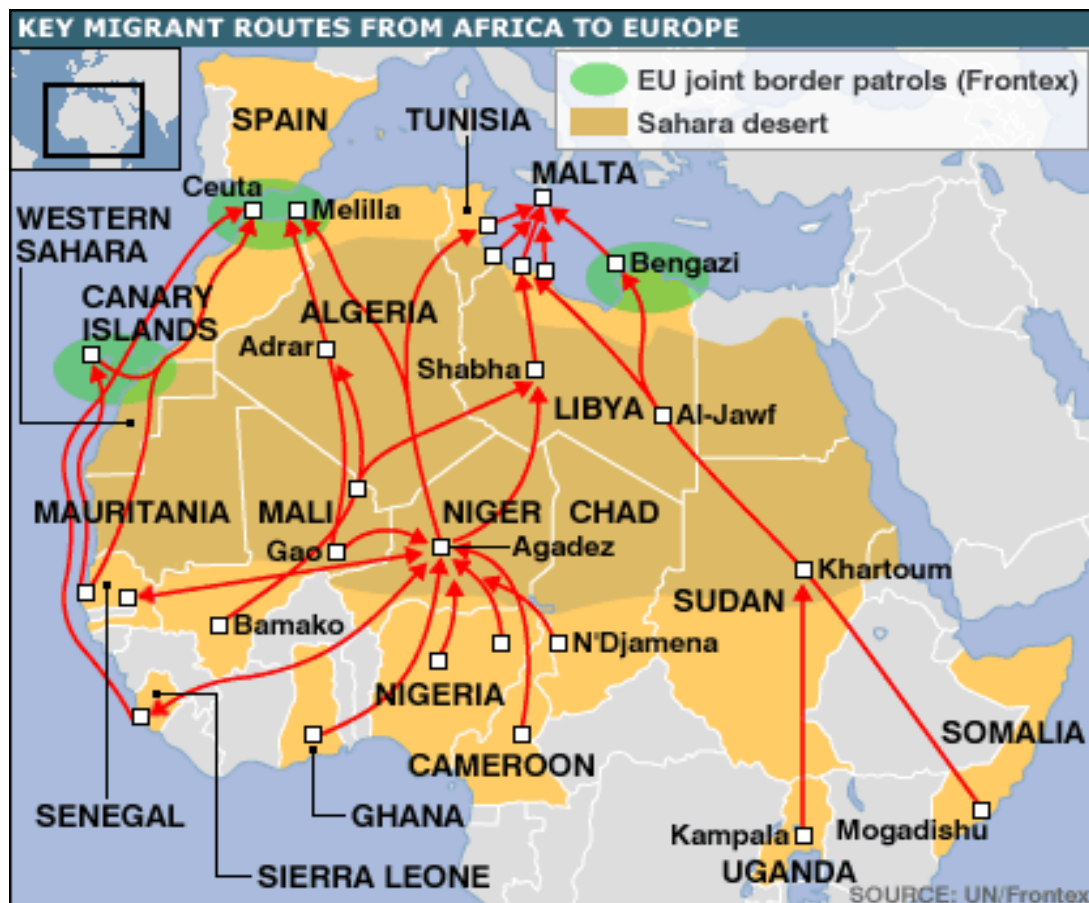 KEY MIGRANT ROUTES FROM AFRICA TO EUROPE
EU joint border patrols (Frontex)
Sahara desert
SPAIN
TUNISIA
MALTA
Ceuta
Melilla
WESTERN
SAHARA
Bengazi
CANARY
ISLANDS
ALGERIA
Adrar
Shabha
LIBYA
Al-Jawf
MAURITANIA
MALI
NIGER
CHAD
Gao
Agadez
Khartoum
SUDAN
Bamako
N'Djamena
NIGERIA
SOMALIA
CAMEROON
SENEGAL
GHANA
Kampala
Mogadishu
UGANDA
SIERRA LEONE
SOURCE: UN/Frontex